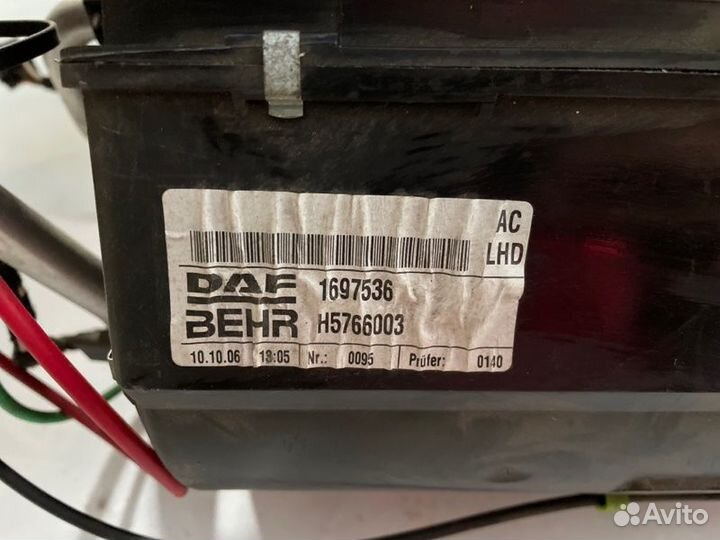 AC
LHD
DAF 1697536
BEHR H5766003
10.10.06 13:05 Nr.: 0095 Prüfer: 0140
Avito